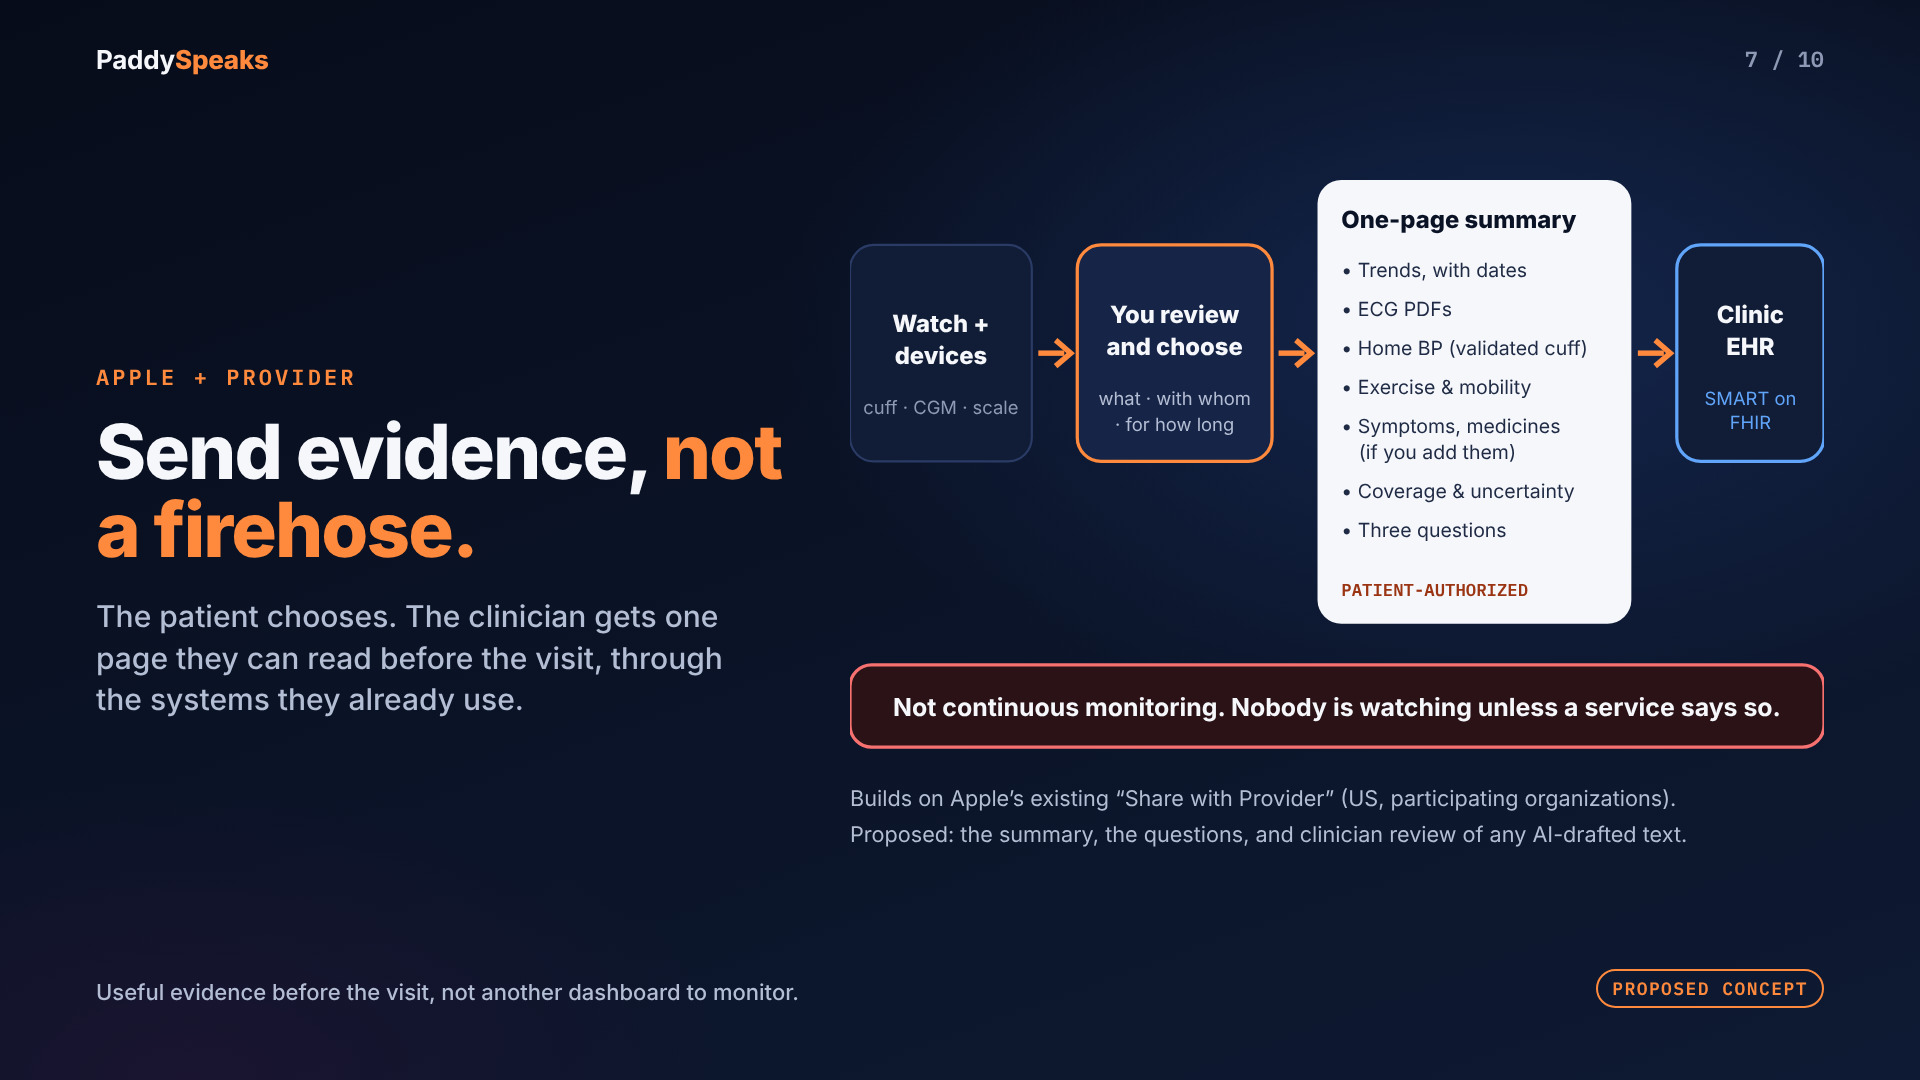 PaddySpeaks
7 / 10
APPLE + PROVIDER
Send evidence, not
a firehose.
The patient chooses. The clinician gets one
page they can read before the visit, through
the systems they already use.
Watch +
devices
cuff · CGM · scale
You review
and choose
what · with whom
· for how long
One-page summary
• Trends, with dates
• ECG PDFs
• Home BP (validated cuff)
• Exercise & mobility
• Symptoms, medicines
(if you add them)
• Coverage & uncertainty
• Three questions
PATIENT-AUTHORIZED
Clinic
EHR
SMART on
FHIR
Not continuous monitoring. Nobody is watching unless a service says so.
Builds on Apple’s existing “Share with Provider” (US, participating organizations).
Proposed: the summary, the questions, and clinician review of any AI-drafted text.
Useful evidence before the visit, not another dashboard to monitor.
PROPOSED CONCEPT